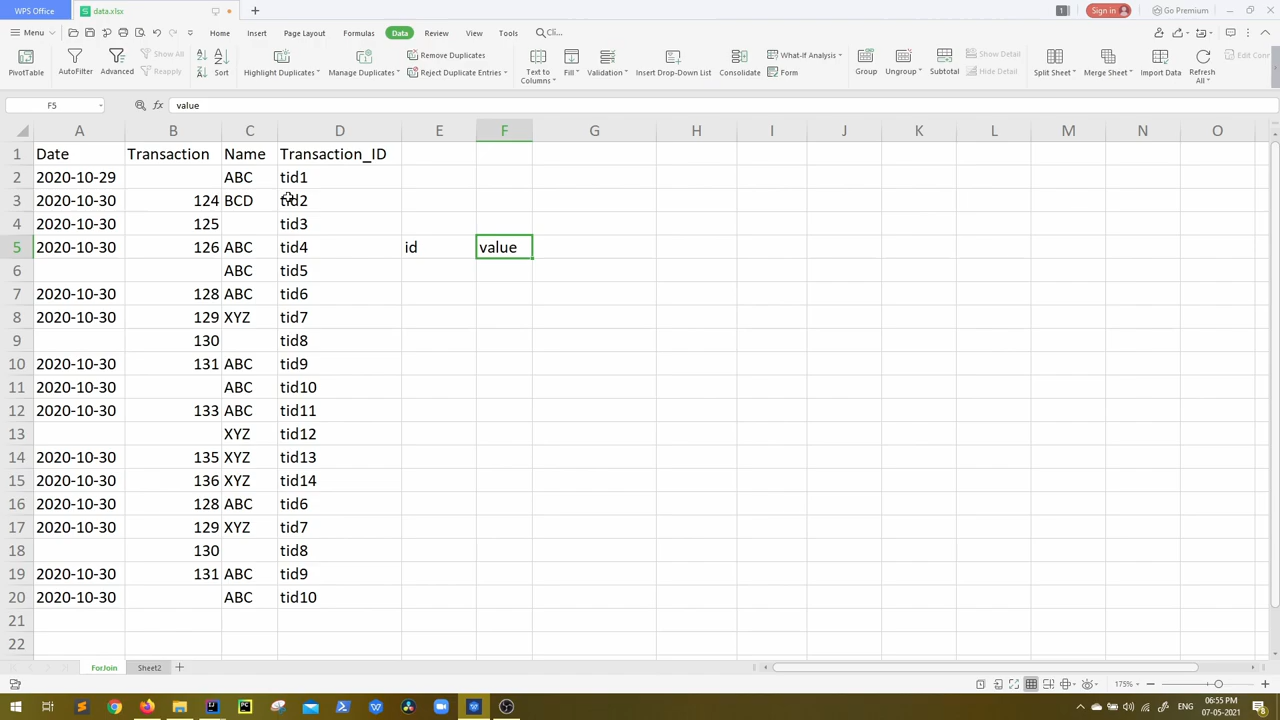 WPS Office data.xlsx + 1 Sign in Go Premium
Menu Home Insert Page Layout Formulas Data Review View Tools Cli...
PivotTable AutoFilter Advanced Show All Reapply Sort Highlight Duplicates Manage Duplicates Remove Duplicates Reject Duplicate Entries Text to Columns Fill Validation Insert Drop-Down List Consolidate What-If Analysis Form Group Ungroup Subtotal Show Detail Hide Detail Split Sheet Merge Sheet Import Data Refresh All Edit Conr
F5 fx value
A B C D E F G H I J K L M N O
1 Date Transaction Name Transaction_ID
2 2020-10-29 ABC tid1
3 2020-10-30 124 BCD tid2
4 2020-10-30 125 tid3
5 2020-10-30 126 ABC tid4 id value
6 ABC tid5
7 2020-10-30 128 ABC tid6
8 2020-10-30 129 XYZ tid7
9 130 tid8
10 2020-10-30 131 ABC tid9
11 2020-10-30 ABC tid10
12 2020-10-30 133 ABC tid11
13 XYZ tid12
14 2020-10-30 135 XYZ tid13
15 2020-10-30 136 XYZ tid14
16 2020-10-30 128 ABC tid6
17 2020-10-30 129 XYZ tid7
18 130 tid8
19 2020-10-30 131 ABC tid9
20 2020-10-30 ABC tid10
21
22
ForJoin Sheet2 +
175%
ENG 06:55 PM
07-05-2021